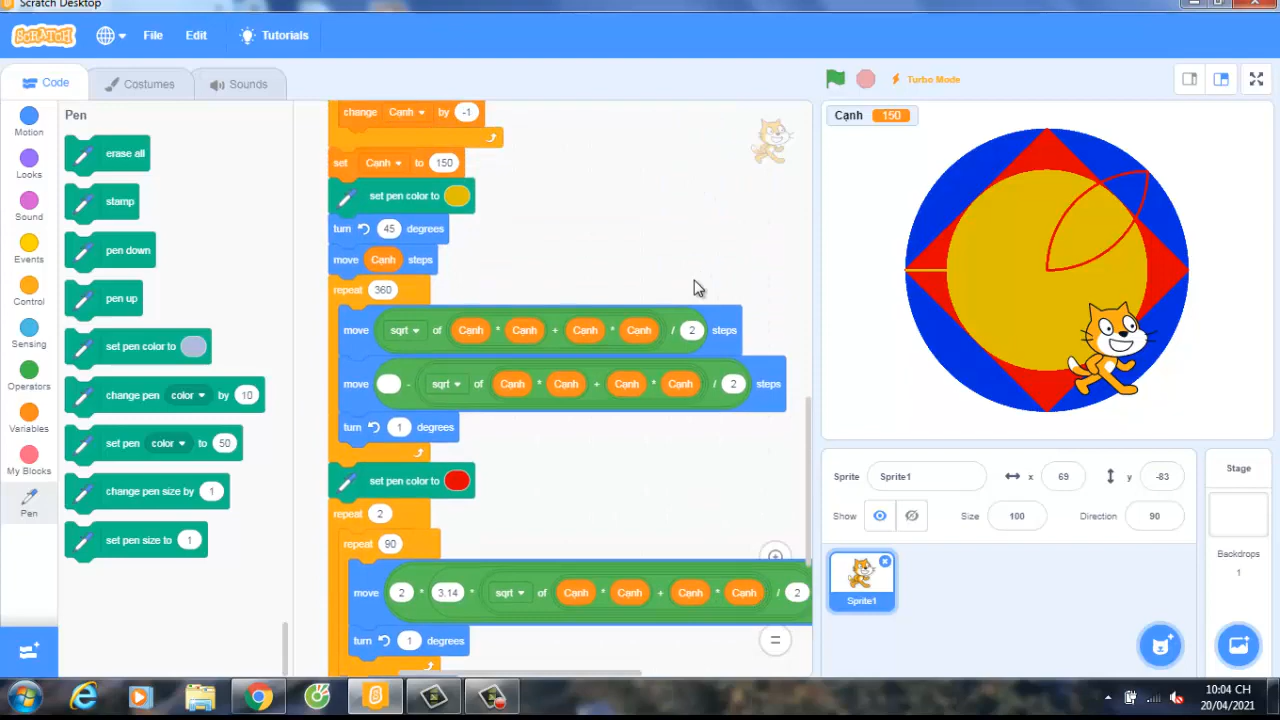 Scratch Desktop
SCRATCH
File
Edit
Tutorials
Code
Costumes
Sounds
Turbo Mode
Motion
Looks
Sound
Events
Control
Sensing
Operators
Variables
My Blocks
Pen
Pen
erase all
stamp
pen down
pen up
set pen color to
change pen color by 10
set pen color to 50
change pen size by 1
set pen size to 1
change Cạnh by -1
set Cạnh to 150
set pen color to
turn 45 degrees
move Cạnh steps
repeat 360
move sqrt of Cạnh * Cạnh + Cạnh * Cạnh / 2 steps
move - sqrt of Cạnh * Cạnh + Cạnh * Cạnh / 2 steps
turn 1 degrees
set pen color to
repeat 2
repeat 90
move 2 * 3.14 * sqrt of Cạnh * Cạnh + Cạnh * Cạnh / 2
turn 1 degrees
Cạnh 150
Sprite Sprite1 x 69 y -83
Show Size 100 Direction 90
Sprite1
Stage
Backdrops
1
10:04 CH
20/04/2021